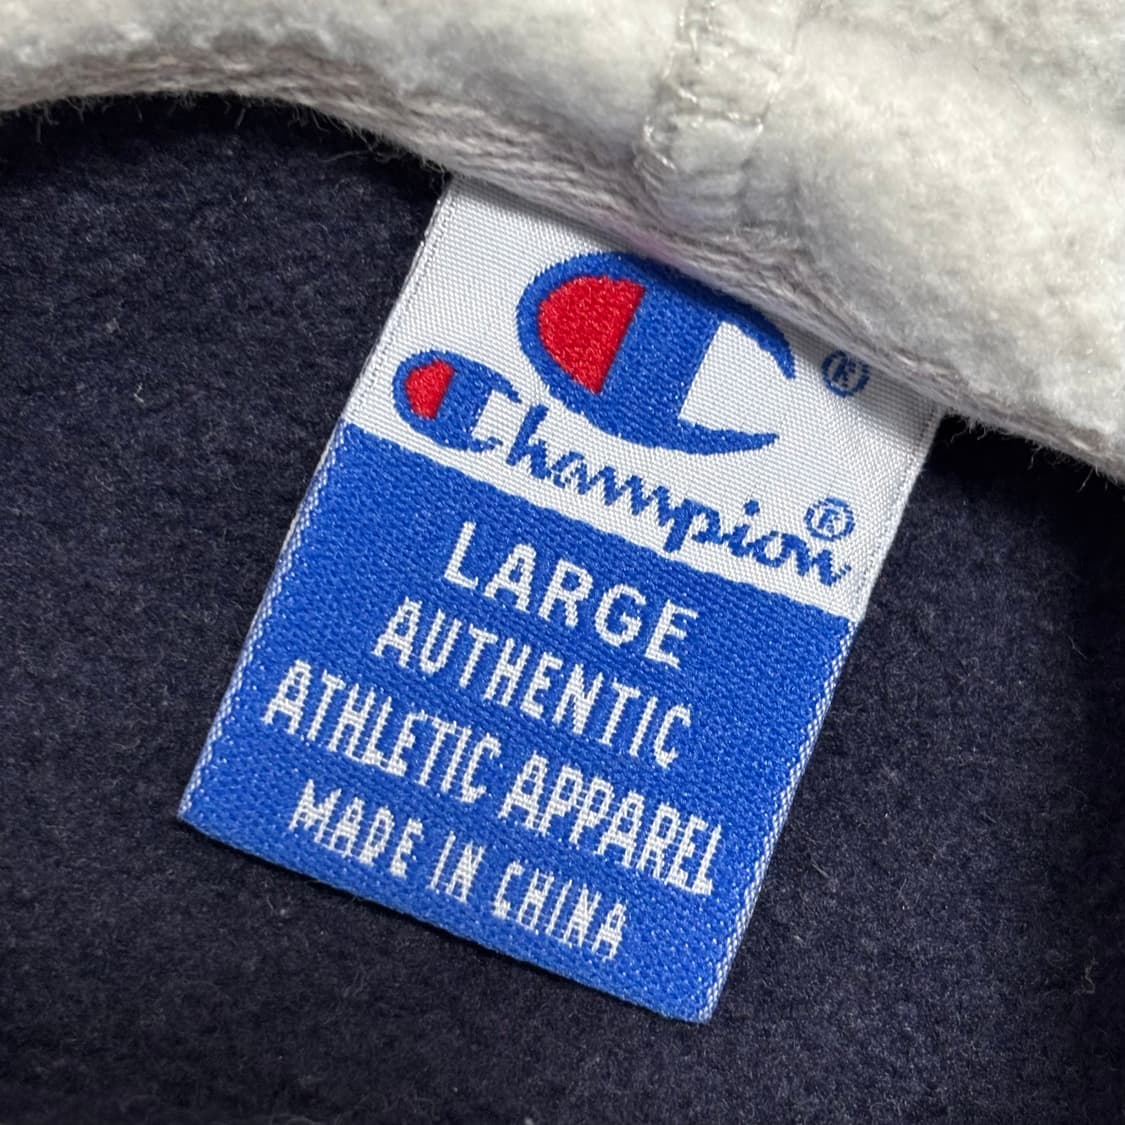 C ®
Champion ®
LARGE
AUTHENTIC
ATHLETIC APPAREL
MADE IN CHINA